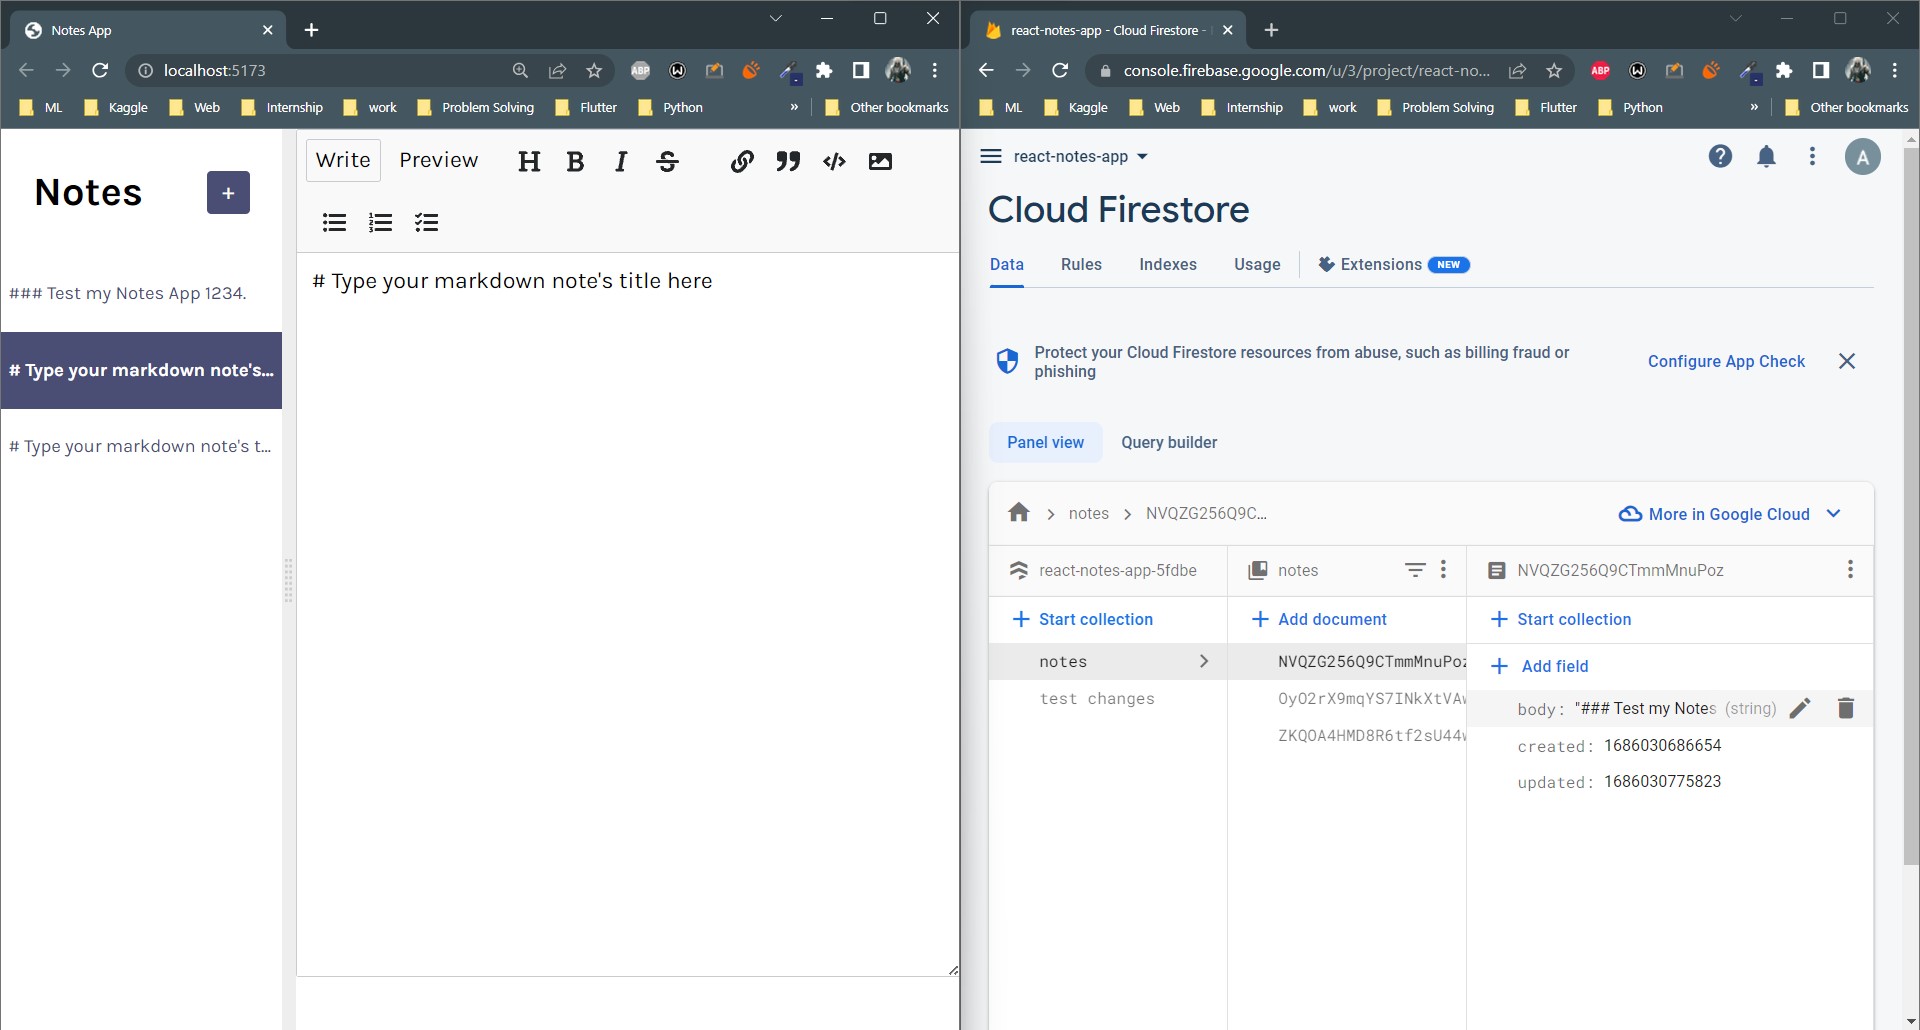 Notes App
localhost:5173
ML Kaggle Web Internship work Problem Solving Flutter Python » Other bookmarks
Notes +
### Test my Notes App 1234.
# Type your markdown note's...
# Type your markdown note's t...
Write Preview H B I S
# Type your markdown note's title here
react-notes-app - Cloud Firestore -
console.firebase.google.com/u/3/project/react-no...
ABP
ML Kaggle Web Internship work Problem Solving Flutter Python » Other bookmarks
react-notes-app
A
Cloud Firestore
Data Rules Indexes Usage Extensions NEW
Protect your Cloud Firestore resources from abuse, such as billing fraud or
phishing
Configure App Check
Panel view Query builder
notes > NVQZG256Q9C...
More in Google Cloud
react-notes-app-5fdbe notes NVQZG256Q9CTmmMnuPoz
+ Start collection + Add document + Start collection
notes
test changes
NVQZG256Q9CTmmMnuPoz
OyO2rX9mqYS7INkXtVAw
ZKQOA4HMD8R6tf2sU44w
+ Add field
body: "### Test my Notes (string)
created: 1686030686654
updated: 1686030775823